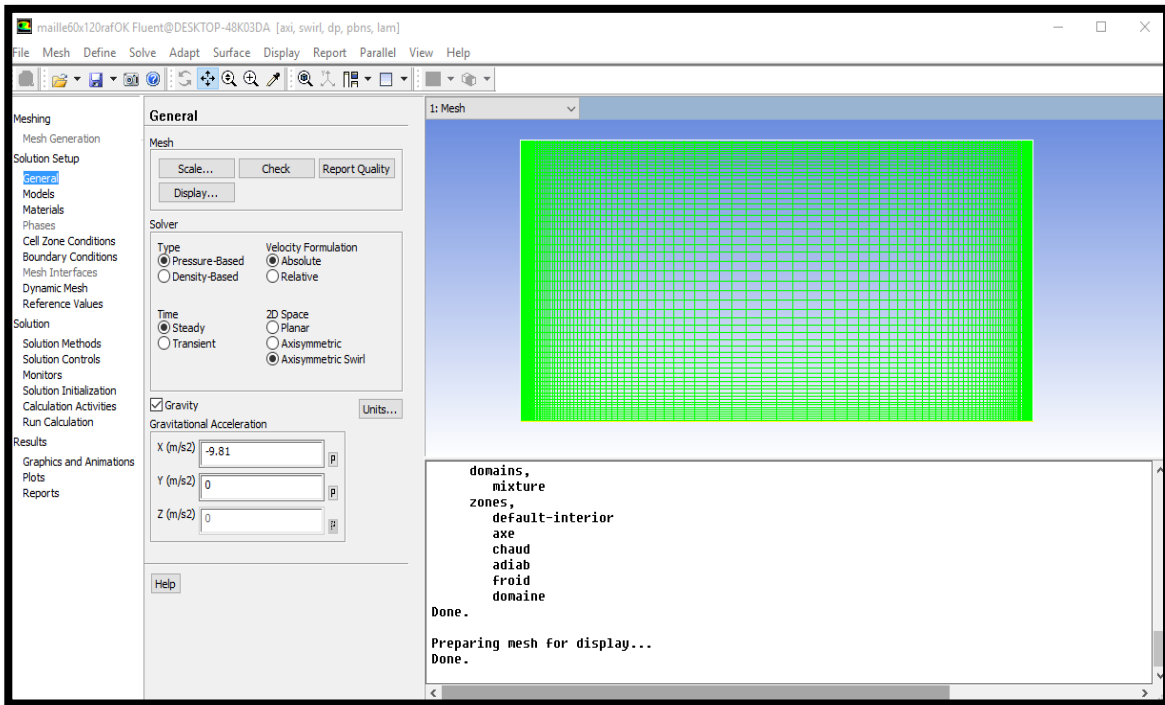 maille60x120rafOK Fluent@DESKTOP-48K03DA [axi, swirl, dp, pbns, lam]
File Mesh Define Solve Adapt Surface Display Report Parallel View Help
Meshing
Mesh Generation
Solution Setup
General
Models
Materials
Phases
Cell Zone Conditions
Boundary Conditions
Mesh Interfaces
Dynamic Mesh
Reference Values
Solution
Solution Methods
Solution Controls
Monitors
Solution Initialization
Calculation Activities
Run Calculation
Results
Graphics and Animations
Plots
Reports
General
Mesh
Scale... Check Report Quality
Display...
Solver
Type Velocity Formulation
Pressure-Based Absolute
Density-Based Relative
Time 2D Space
Steady Planar
Transient Axisymmetric
Axisymmetric Swirl
Gravity Units...
Gravitational Acceleration
X (m/s2) -9.81 P
Y (m/s2) 0 P
Z (m/s2) 0 P
Help
1: Mesh
domains,
mixture
zones,
default-interior
axe
chaud
adiab
froid
domaine
Done.
Preparing mesh for display...
Done.